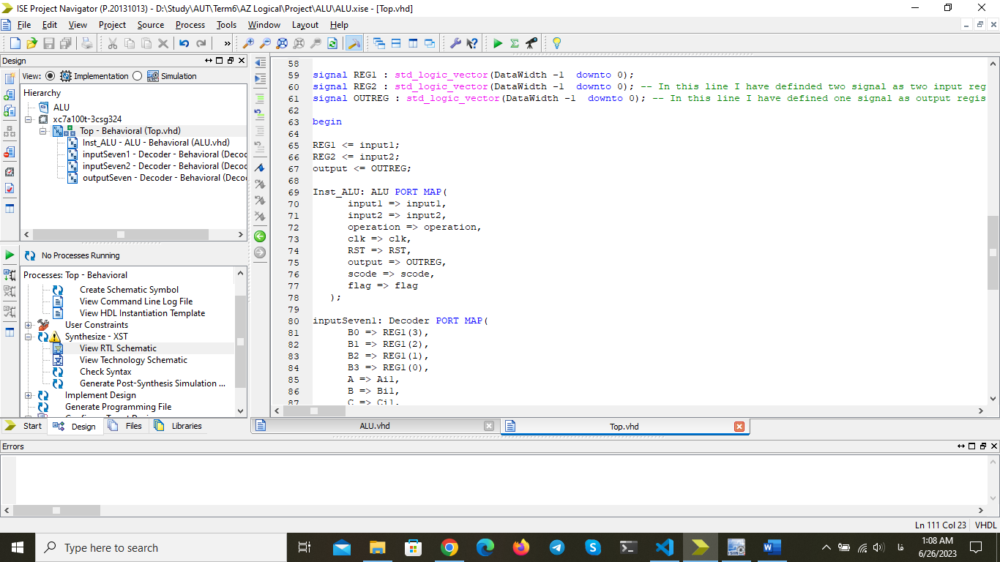 ISE Project Navigator (P.20131013) - D:\Study\AUT\Term6\AZ Logical\Project\ALU\ALU.xise - [Top.vhd]
File Edit View Project Source Process Tools Window Layout Help
»
Design
View: Implementation Simulation
Hierarchy
ALU
xc7a100t-3csg324
Top - Behavioral (Top.vhd)
Inst_ALU - ALU - Behavioral (ALU.vhd)
inputSeven1 - Decoder - Behavioral (Deco
inputSeven2 - Decoder - Behavioral (Deco
outputSeven - Decoder - Behavioral (Deco
No Processes Running
Processes: Top - Behavioral
Create Schematic Symbol
View Command Line Log File
View HDL Instantiation Template
User Constraints
Synthesize - XST
View RTL Schematic
View Technology Schematic
Check Syntax
Generate Post-Synthesis Simulation ...
Implement Design
Generate Programming File
Start Design Files Libraries
58
59 signal REG1 : std_logic_vector(DataWidth -1  downto 0);
60 signal REG2 : std_logic_vector(DataWidth -1  downto 0); -- In this line I have definded two signal as two input reg
61 signal OUTREG : std_logic_vector(DataWidth -1  downto 0); -- In this line I have defined one signal as output regis
62
63 begin
64
65 REG1 <= input1;
66 REG2 <= input2;
67 output <= OUTREG;
68
69 Inst_ALU: ALU PORT MAP(
70 input1 => input1,
71 input2 => input2,
72 operation => operation,
73 clk => clk,
74 RST => RST,
75 output => OUTREG,
76 scode => scode,
77 flag => flag
78 );
79
80 inputSeven1: Decoder PORT MAP(
81 B0 => REG1(3),
82 B1 => REG1(2),
83 B2 => REG1(1),
84 B3 => REG1(0),
85 A => Ai1,
86 B => Bi1,
87 C => Ci1,
ALU.vhd Top.vhd
Errors
Ln 111 Col 23 VHDL
Type here to search
فا
1:08 AM
6/26/2023